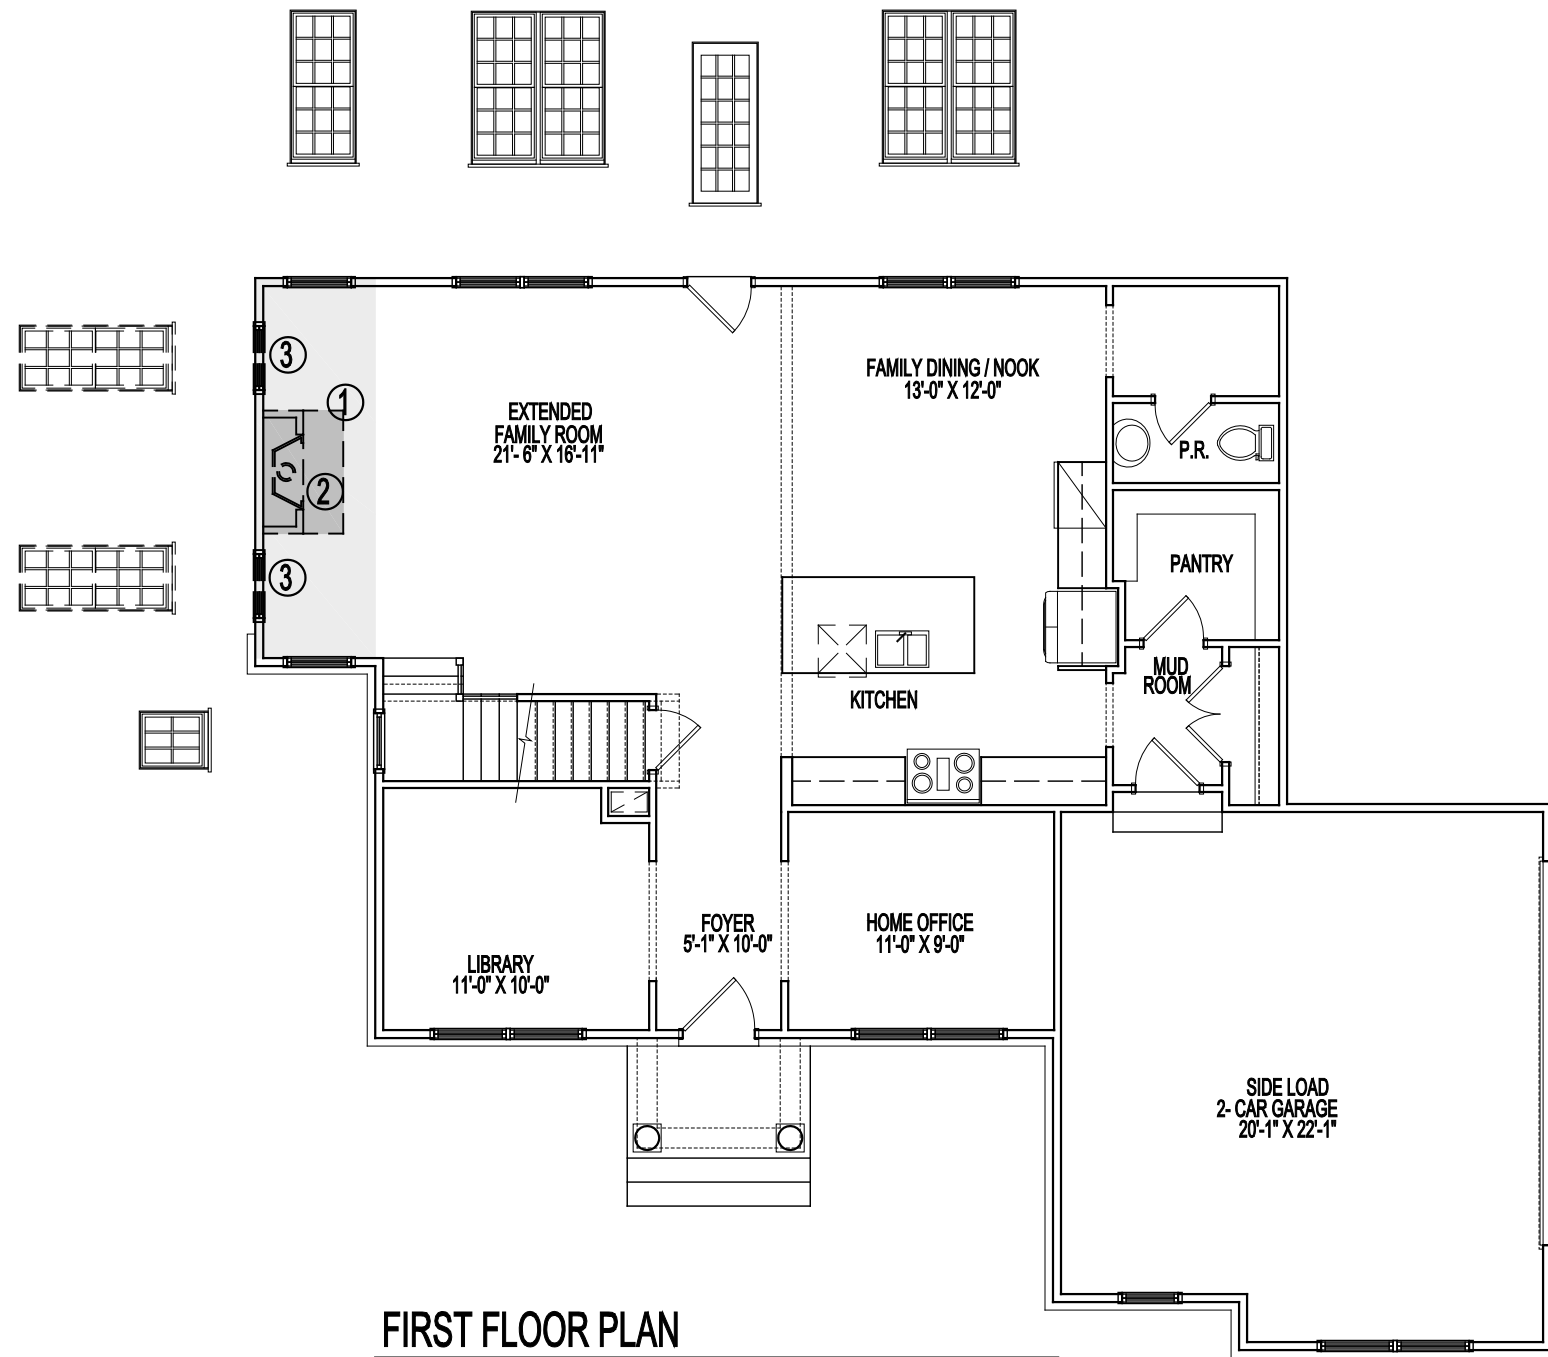 3
1
FAMILY DINING / NOOK
13'-0" X 12'-0"
EXTENDED
FAMILY ROOM
21'- 6" X 16'-11"
P.R.
2
PANTRY
3
MUD
ROOM
KITCHEN
FOYER
5'-1" X 10'-0"
HOME OFFICE
11'-0" X 9'-0"
LIBRARY
11'-0" X 10'-0"
SIDE LOAD
2- CAR GARAGE
20'-1" X 22'-1"
FIRST FLOOR PLAN